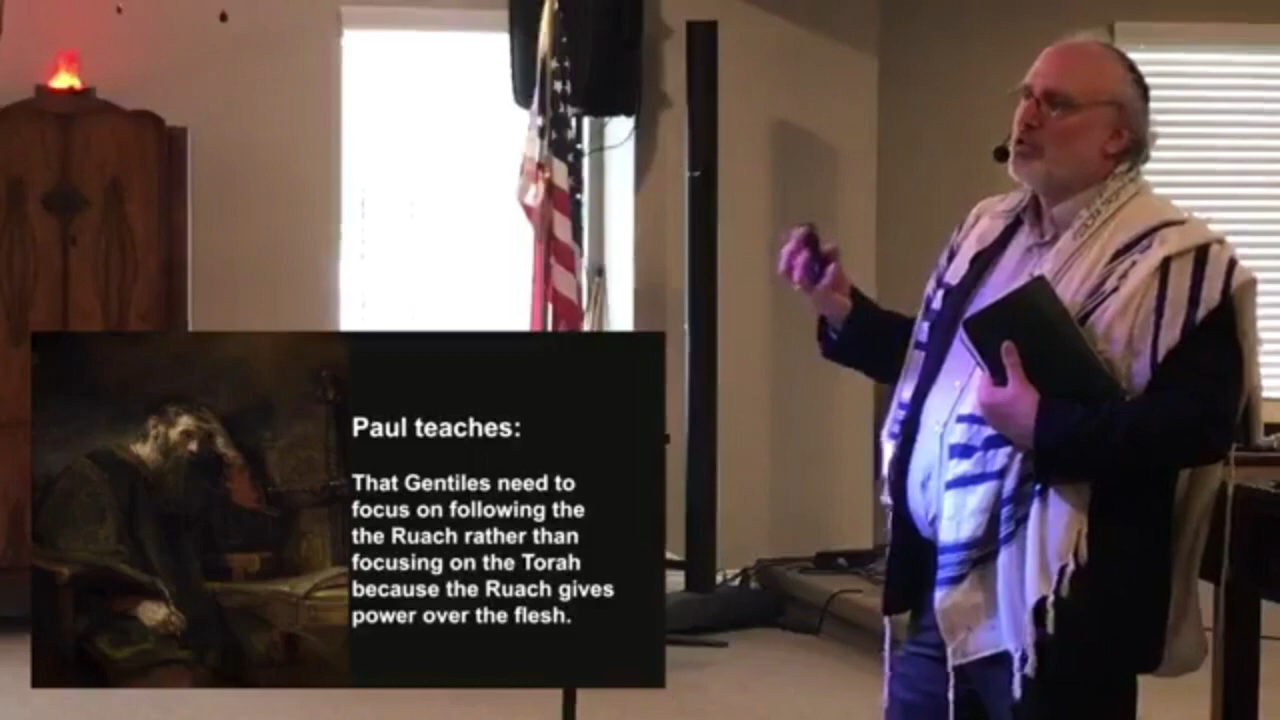 Paul teaches:
That Gentiles need to
focus on following the
the Ruach rather than
focusing on the Torah
because the Ruach gives
power over the flesh.